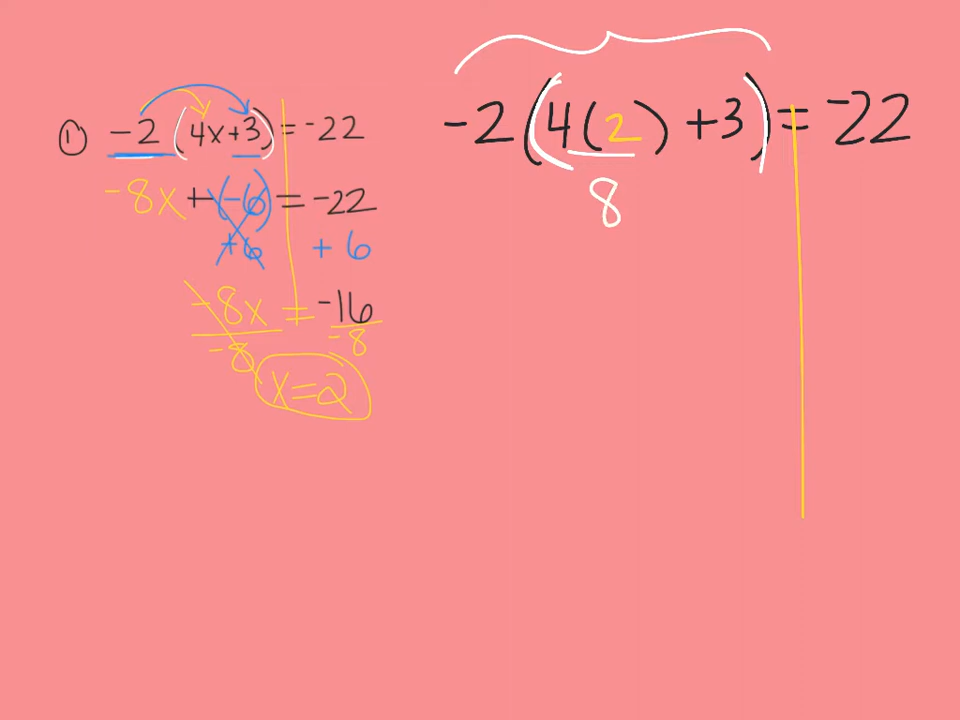 ① -2 (4x+3) = -22
-8x + (-6) = -22
+6 + 6
-8x = -16
-8 -8
x=2
-2(4(2) +3) = -22
8